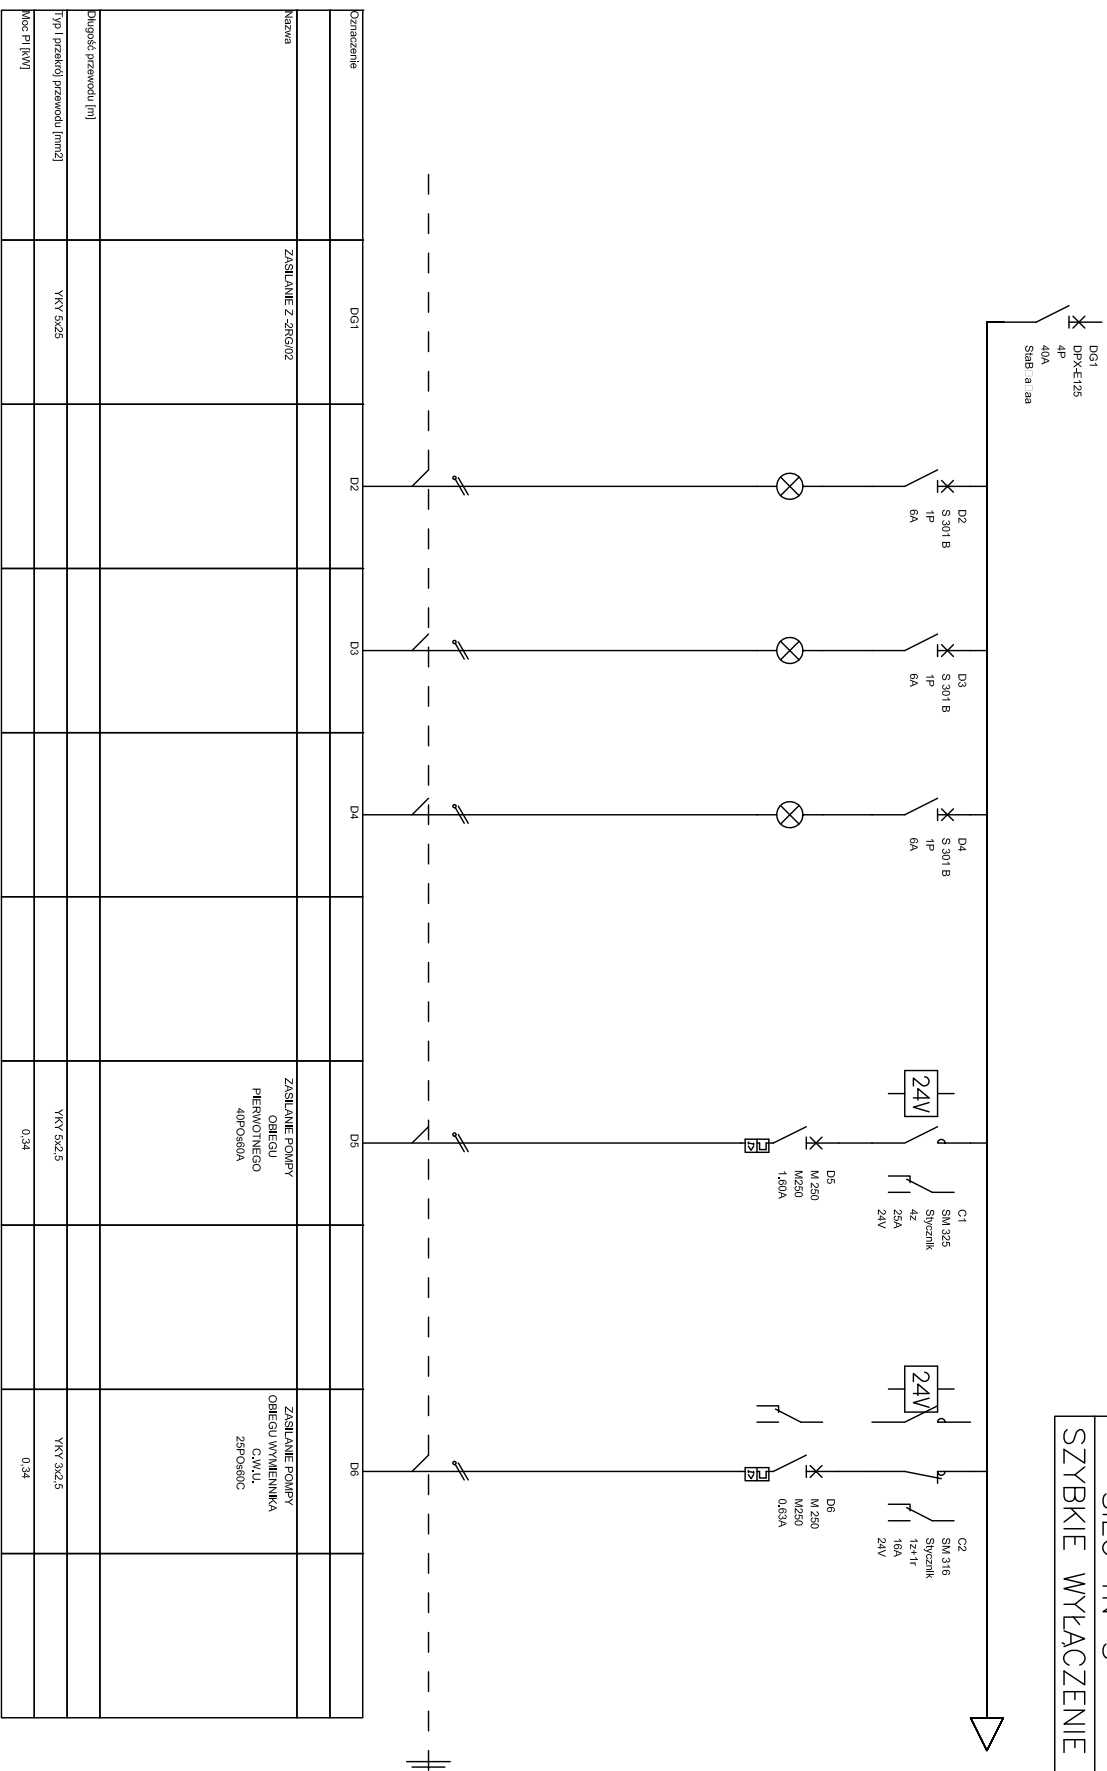 SZYBKIE WYŁĄCZENIE
DG1
DPX-E125
4P
40A
D2
S 301 B
1P
6A
D3
S 301 B
1P
6A
D4
S 301 B
1P
6A
24V
C1
SM 325
Stycznik
4z
25A
24V
D5
M 250
M250
1.60A
24V
C2
SM 316
Stycznik
1z+1r
16A
24V
D6
M 250
M250
0.63A
Oznaczenie
DG1
D2
D3
D4
D5
D6
Nazwa
ZASILANIE Z -2RG/02
ZASILANIE POMPY
OBIEGU
PIERWOTNEGO
40POs60A
ZASILANIE POMPY
OBIEGU WYMIENNIKA
C.W.U.
25POs60C
Długość przewodu [m]
Typ i przekrój przewodu [mm2]
YKY 5x25
YKY 5x2,5
YKY 3x2,5
Moc Pi [kW]
0,34
0,34